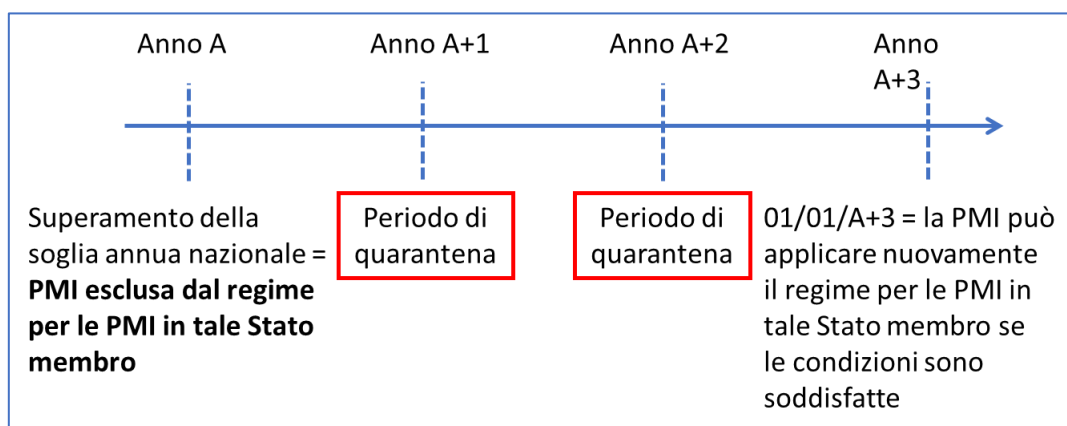 Anno A
Anno A+1
Anno A+2
Anno
A+3
Superamento della
soglia annua nazionale =
PMI esclusa dal regime
per le PMI in tale Stato
membro
Periodo di
quarantena
Periodo di
quarantena
01/01/A+3 = la PMI può
applicare nuovamente
il regime per le PMI in
tale Stato membro se
le condizioni sono
soddisfatte